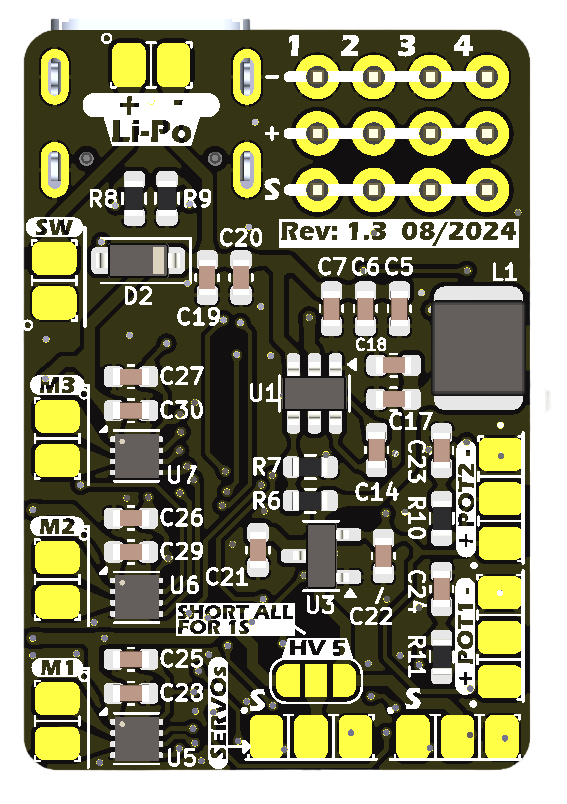 1 2 3 4
-
+ -
Li-Po
+
R8 R9
S
SW
Rev: 1.3 08/2024
C20
C7 C6 C5
L1
D2
C19
C18
C27
M3
U1
C30
C17
U7
R7
C23
POT2
+ -
C14
R6
R10
C26
M2
C29
U6
C21
U3
C22
C24
SHORT ALL
FOR 1S
POT1
+ -
HV 5
R11
C25
M1
C28
SERVOs
S
S
U5